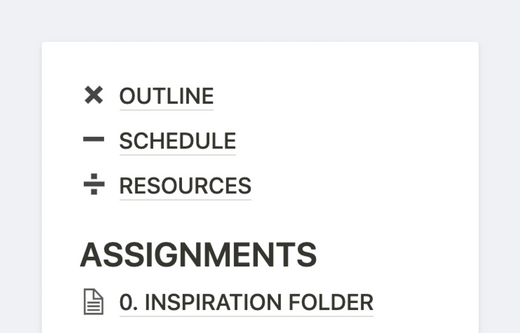 ✖ OUTLINE
➖ SCHEDULE
➗ RESOURCES
ASSIGNMENTS
0. INSPIRATION FOLDER